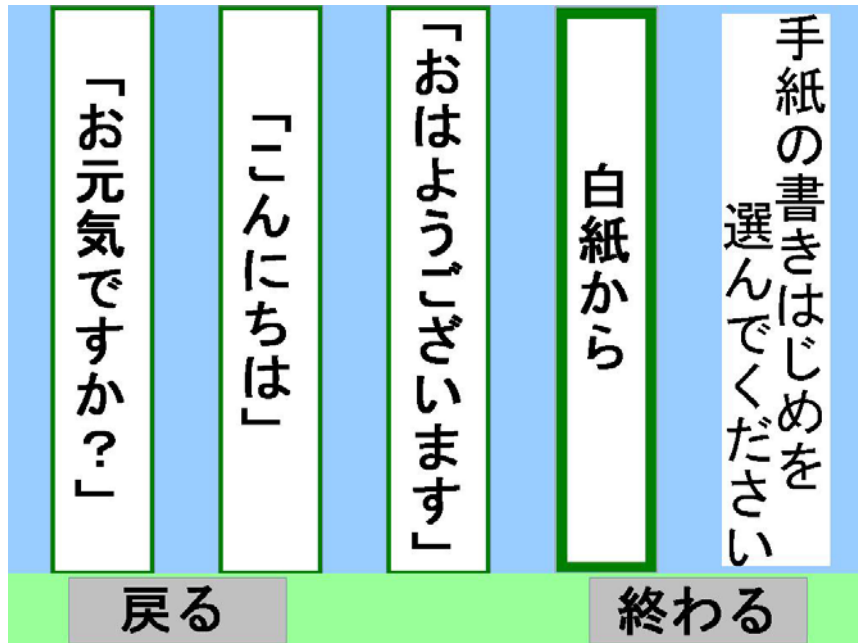 手紙の書きはじめを
選んでください
白紙から
「おはようございます」
「こんにちは」
「お元気ですか？」
戻る
終わる